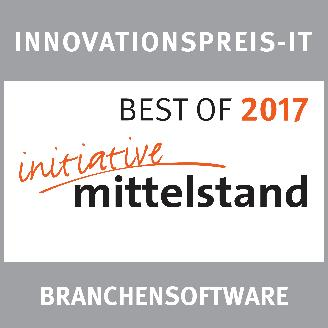 INNOVATIONSPREIS-IT
BEST OF 2017
initiative
mittelstand
BRANCHENSOFTWARE